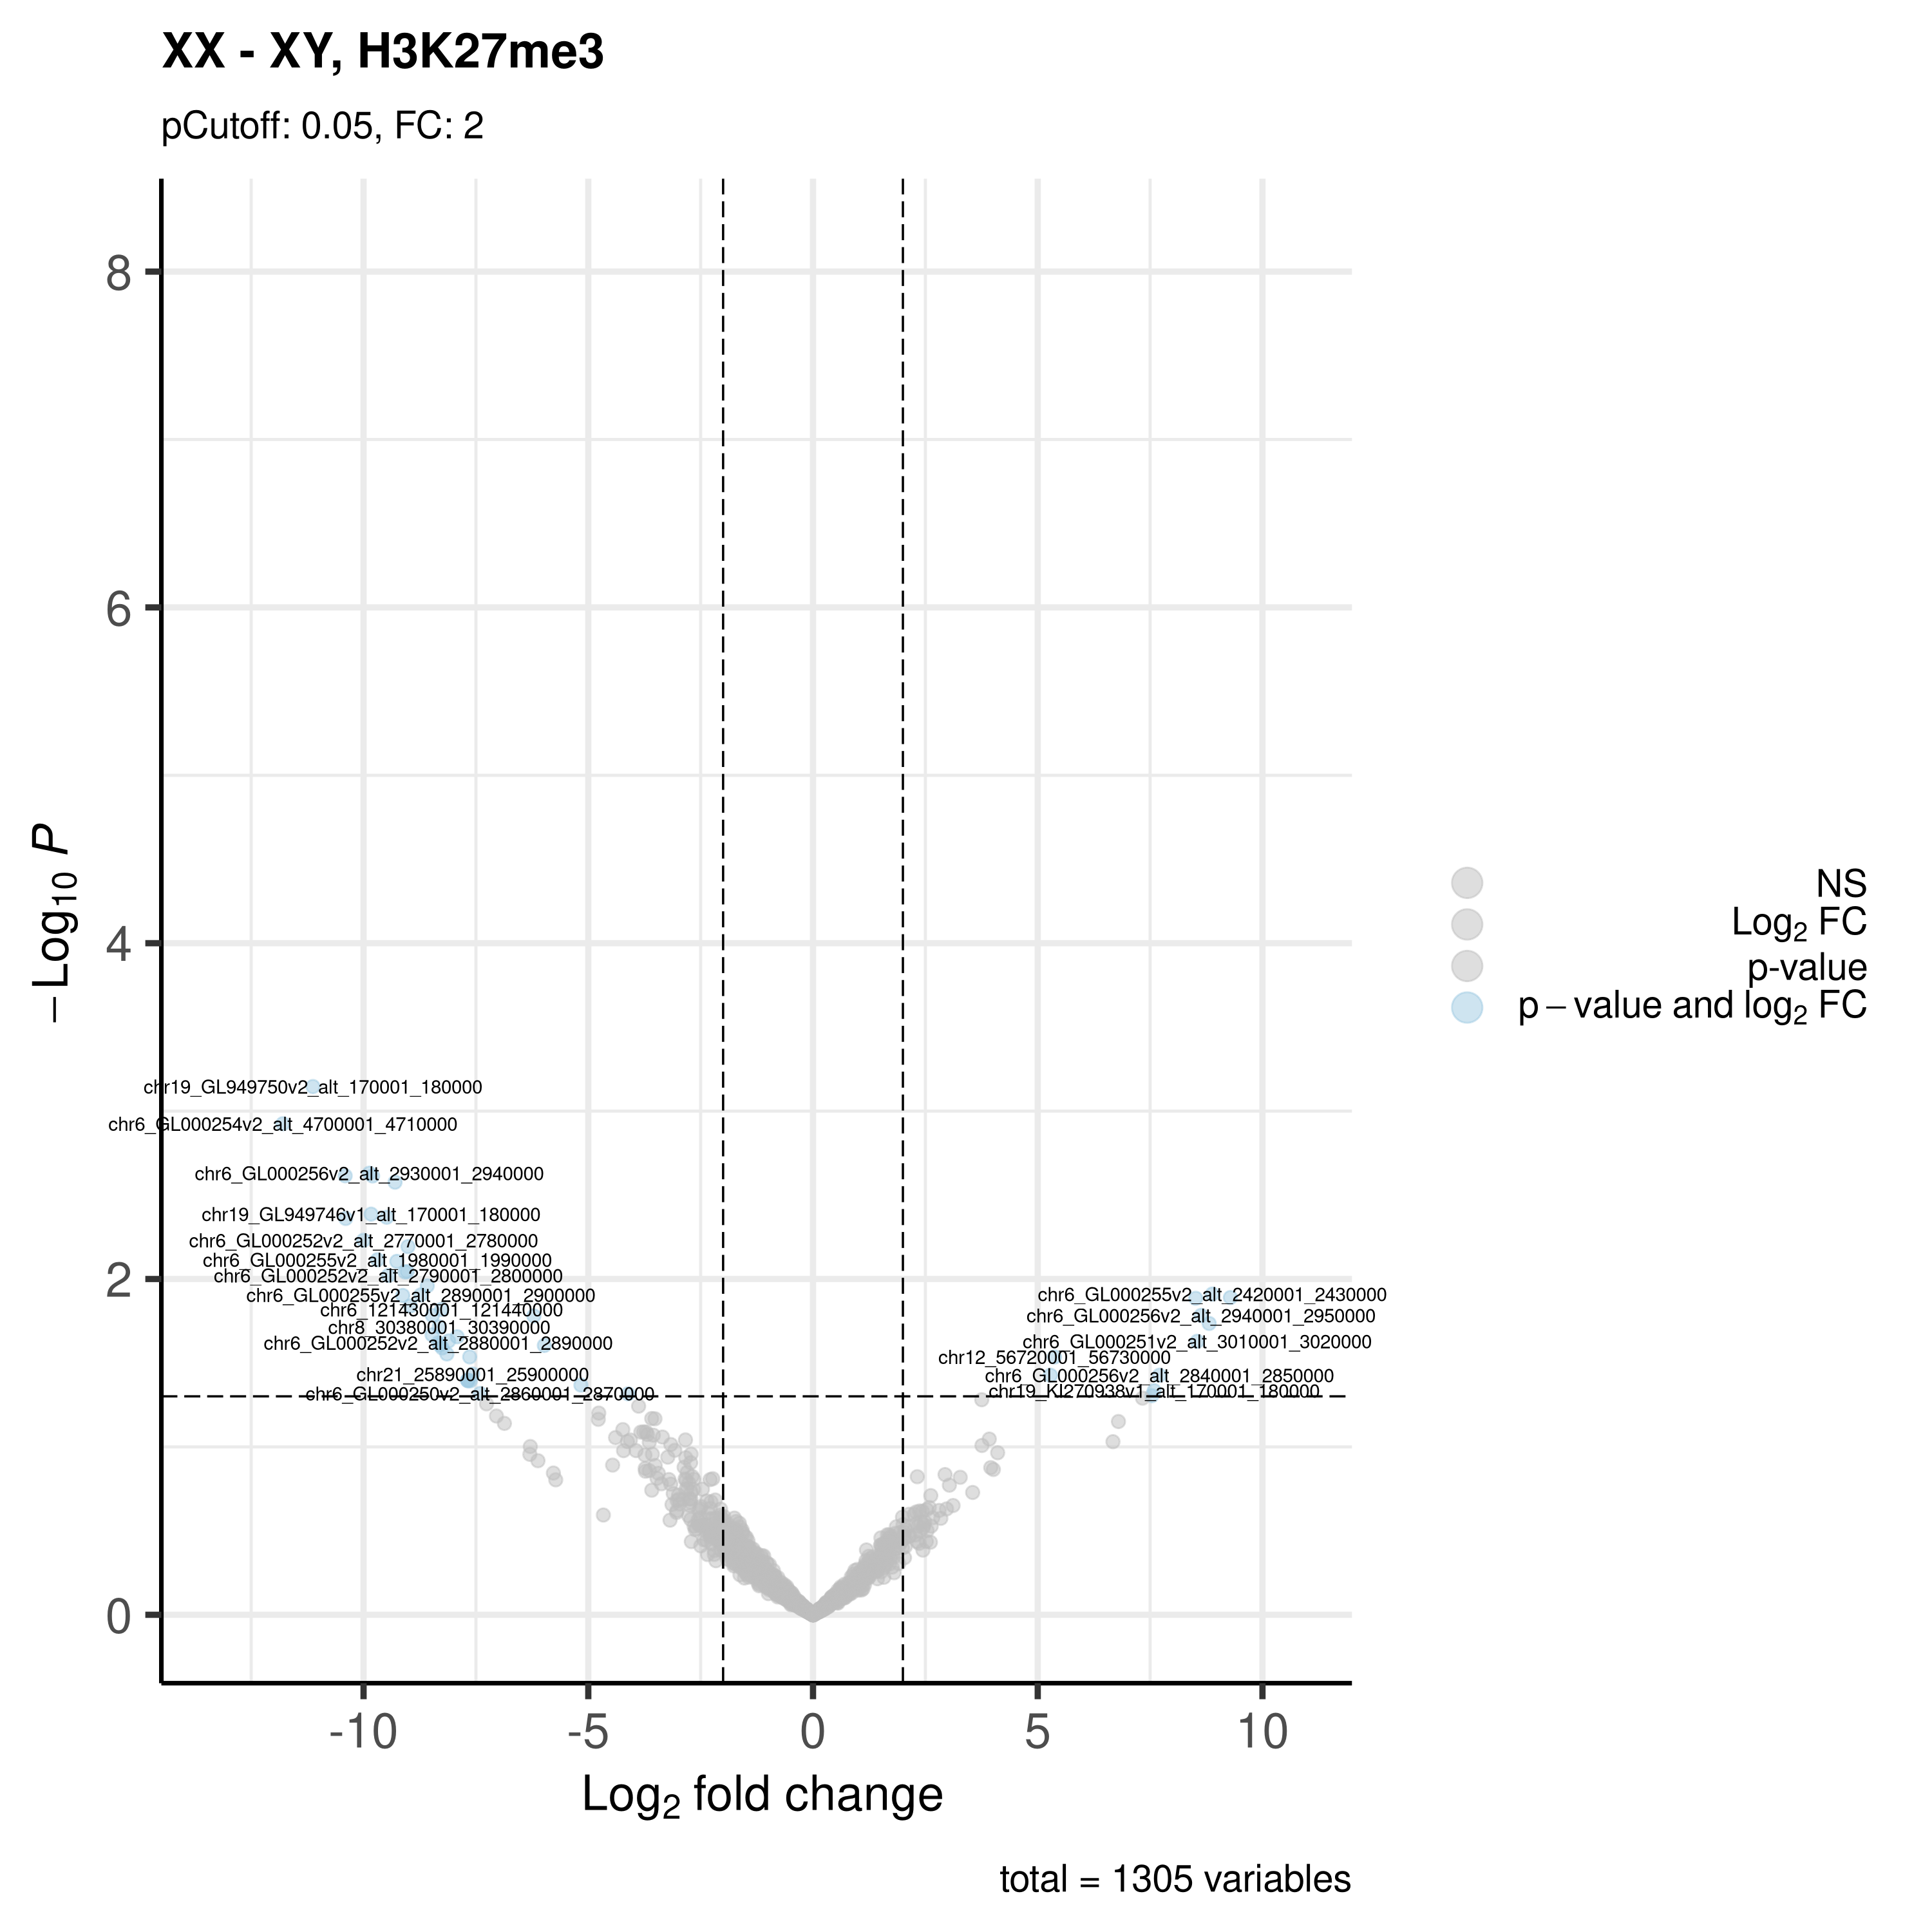 XX - XY, H3K27me3
pCutoff: 0.05, FC: 2
8
6
4
2
0
−Log10 P
chr19_GL949750v2_alt_170001_180000
chr6_GL000254v2_alt_4700001_4710000
chr6_GL000256v2_alt_2930001_2940000
chr19_GL949746v1_alt_170001_180000
chr6_GL000252v2_alt_2770001_2780000
chr6_GL000255v2_alt_1980001_1990000
chr6_GL000252v2_alt_2790001_2800000
chr6_GL000255v2_alt_2890001_2900000
chr6_121430001_121440000
chr8_30380001_30390000
chr6_GL000252v2_alt_2880001_2890000
chr21_25890001_25900000
chr6_GL000250v2_alt_2860001_2870000
chr6_GL000255v2_alt_2420001_2430000
chr6_GL000256v2_alt_2940001_2950000
chr6_GL000251v2_alt_3010001_3020000
chr12_56720001_56730000
chr6_GL000256v2_alt_2840001_2850000
chr19_KI270938v1_alt_170001_180000
NS
Log2 FC
p-value
p − value and log2 FC
-10
-5
0
5
10
Log2 fold change
total = 1305 variables